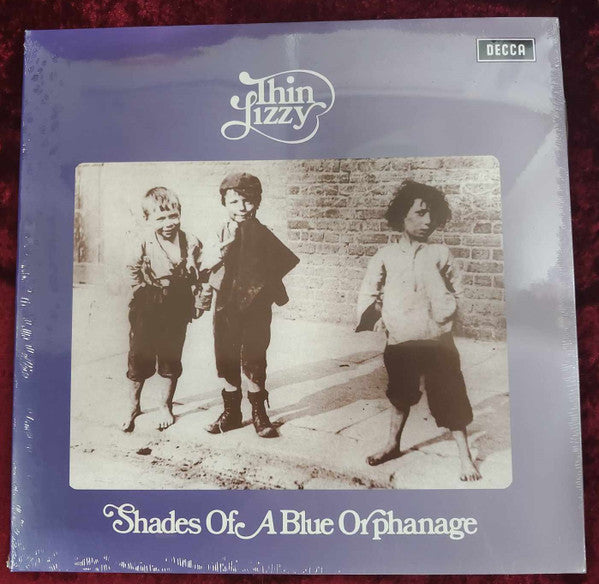 DECCA
Thin
Lizzy
Shades Of A Blue Orphanage